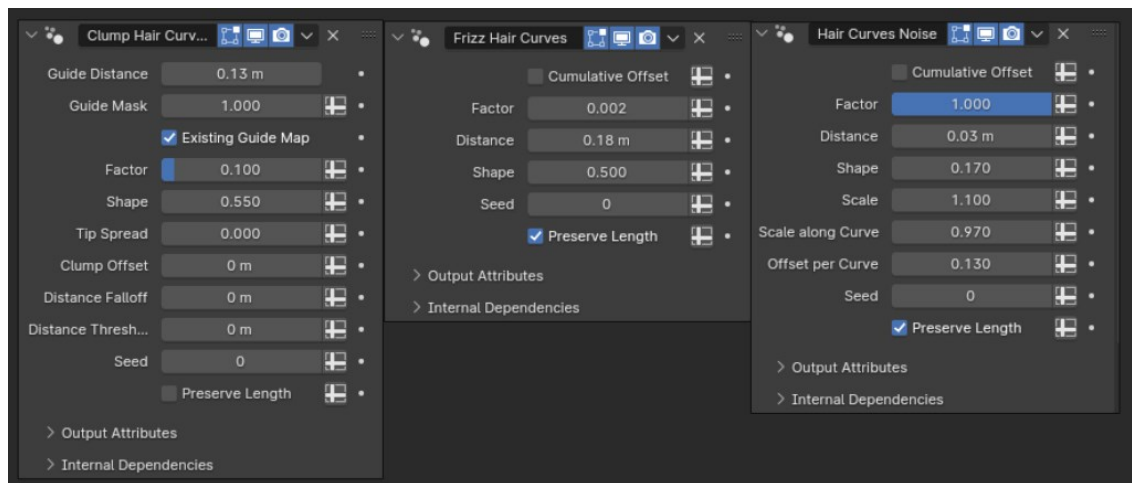 Clump Hair Curv...
Guide Distance 0.13 m
Guide Mask 1.000
Existing Guide Map
Factor 0.100
Shape 0.550
Tip Spread 0.000
Clump Offset 0 m
Distance Falloff 0 m
Distance Thresh... 0 m
Seed 0
Preserve Length
Output Attributes
Internal Dependencies
Frizz Hair Curves
Cumulative Offset
Factor 0.002
Distance 0.18 m
Shape 0.500
Seed 0
Preserve Length
Output Attributes
Internal Dependencies
Hair Curves Noise
Cumulative Offset
Factor 1.000
Distance 0.03 m
Shape 0.170
Scale 1.100
Scale along Curve 0.970
Offset per Curve 0.130
Seed 0
Preserve Length
Output Attributes
Internal Dependencies